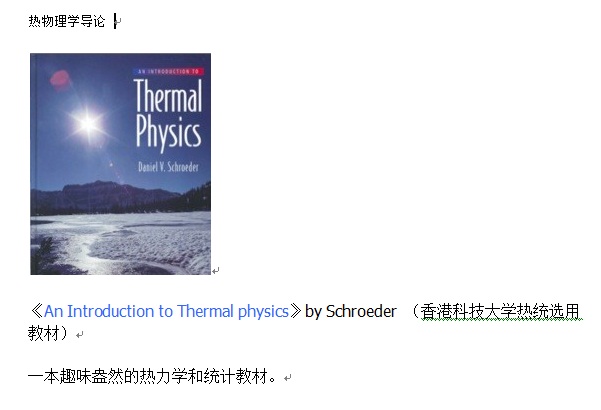 热物理学导论
AN INTRODUCTION TO
Thermal
Physics
Daniel V. Schroeder
《An Introduction to Thermal physics》by Schroeder （香港科技大学热统选用
教材）
一本趣味盎然的热力学和统计教材。